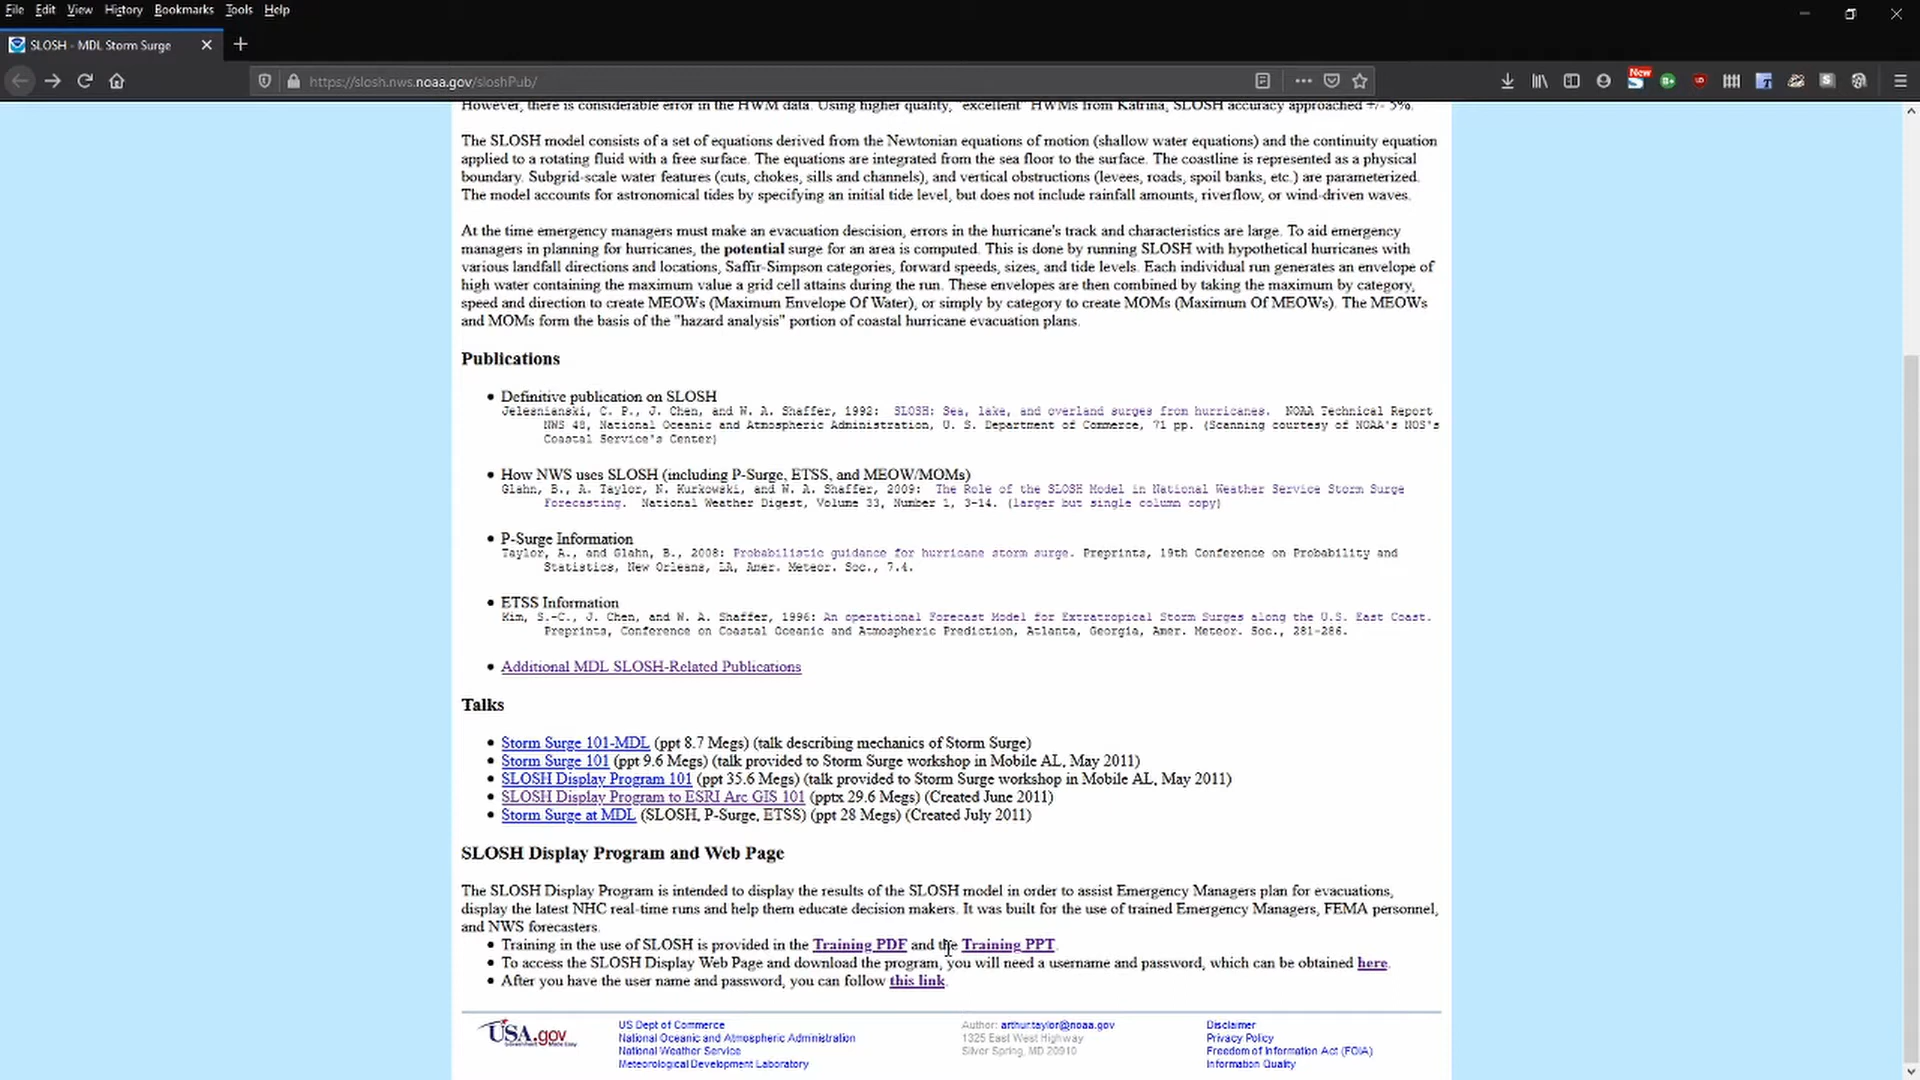 File Edit View History Bookmarks Tools Help
SLOSH - MDL Storm Surge
https://slosh.nws.noaa.gov/sloshPub/
New
However, there is considerable error in the HWM data. Using higher quality, "excellent" HWMs from Katrina, SLOSH accuracy approached +/- 5%.
The SLOSH model consists of a set of equations derived from the Newtonian equations of motion (shallow water equations) and the continuity equation
applied to a rotating fluid with a free surface. The equations are integrated from the sea floor to the surface. The coastline is represented as a physical
boundary. Subgrid-scale water features (cuts, chokes, sills and channels), and vertical obstructions (levees, roads, spoil banks, etc.) are parameterized.
The model accounts for astronomical tides by specifying an initial tide level, but does not include rainfall amounts, riverflow, or wind-driven waves.
At the time emergency managers must make an evacuation descision, errors in the hurricane's track and characteristics are large. To aid emergency
managers in planning for hurricanes, the potential surge for an area is computed. This is done by running SLOSH with hypothetical hurricanes with
various landfall directions and locations, Saffir-Simpson categories, forward speeds, sizes, and tide levels. Each individual run generates an envelope of
high water containing the maximum value a grid cell attains during the run. These envelopes are then combined by taking the maximum by category,
speed and direction to create MEOWs (Maximum Envelope Of Water), or simply by category to create MOMs (Maximum Of MEOWs). The MEOWs
and MOMs form the basis of the "hazard analysis" portion of coastal hurricane evacuation plans.
Publications
• Definitive publication on SLOSH
Jelesnianski, C. P., J. Chen, and W. A. Shaffer, 1992: SLOSH: Sea, lake, and overland surges from hurricanes. NOAA Technical Report
NWS 48, National Oceanic and Atmospheric Administration, U. S. Department of Commerce, 71 pp. (Scanning courtesy of NOAA's NOS's
Coastal Service's Center)
• How NWS uses SLOSH (including P-Surge, ETSS, and MEOW/MOMs)
Glahn, B., A. Taylor, N. Kurkowski, and W. A. Shaffer, 2009: The Role of the SLOSH Model in National Weather Service Storm Surge
Forecasting. National Weather Digest, Volume 33, Number 1, 3-14. (larger but single column copy)
• P-Surge Information
Taylor, A., and Glahn, B., 2008: Probabilistic guidance for hurricane storm surge. Preprints, 19th Conference on Probability and
Statistics, New Orleans, LA, Amer. Meteor. Soc., 7.4.
• ETSS Information
Kim, S.-C., J. Chen, and W. A. Shaffer, 1996: An operational Forecast Model for Extratropical Storm Surges along the U.S. East Coast.
Preprints, Conference on Coastal Oceanic and Atmospheric Prediction, Atlanta, Georgia, Amer. Meteor. Soc., 281-286.
• Additional MDL SLOSH-Related Publications
Talks
• Storm Surge 101-MDL (ppt 8.7 Megs) (talk describing mechanics of Storm Surge)
• Storm Surge 101 (ppt 9.6 Megs) (talk provided to Storm Surge workshop in Mobile AL, May 2011)
• SLOSH Display Program 101 (ppt 35.6 Megs) (talk provided to Storm Surge workshop in Mobile AL, May 2011)
• SLOSH Display Program to ESRI Arc GIS 101 (pptx 29.6 Megs) (Created June 2011)
• Storm Surge at MDL (SLOSH, P-Surge, ETSS) (ppt 28 Megs) (Created July 2011)
SLOSH Display Program and Web Page
The SLOSH Display Program is intended to display the results of the SLOSH model in order to assist Emergency Managers plan for evacuations,
display the latest NHC real-time runs and help them educate decision makers. It was built for the use of trained Emergency Managers, FEMA personnel,
and NWS forecasters.
• Training in the use of SLOSH is provided in the Training PDF and the Training PPT.
• To access the SLOSH Display Web Page and download the program, you will need a username and password, which can be obtained here.
• After you have the user name and password, you can follow this link.
USA.gov
US Dept of Commerce
National Oceanic and Atmospheric Administration
National Weather Service
Meteorological Development Laboratory
Author: arthur.taylor@noaa.gov
1325 East West Highway
Silver Spring, MD 20910
Disclaimer
Privacy Policy
Freedom of Information Act (FOIA)
Information Quality